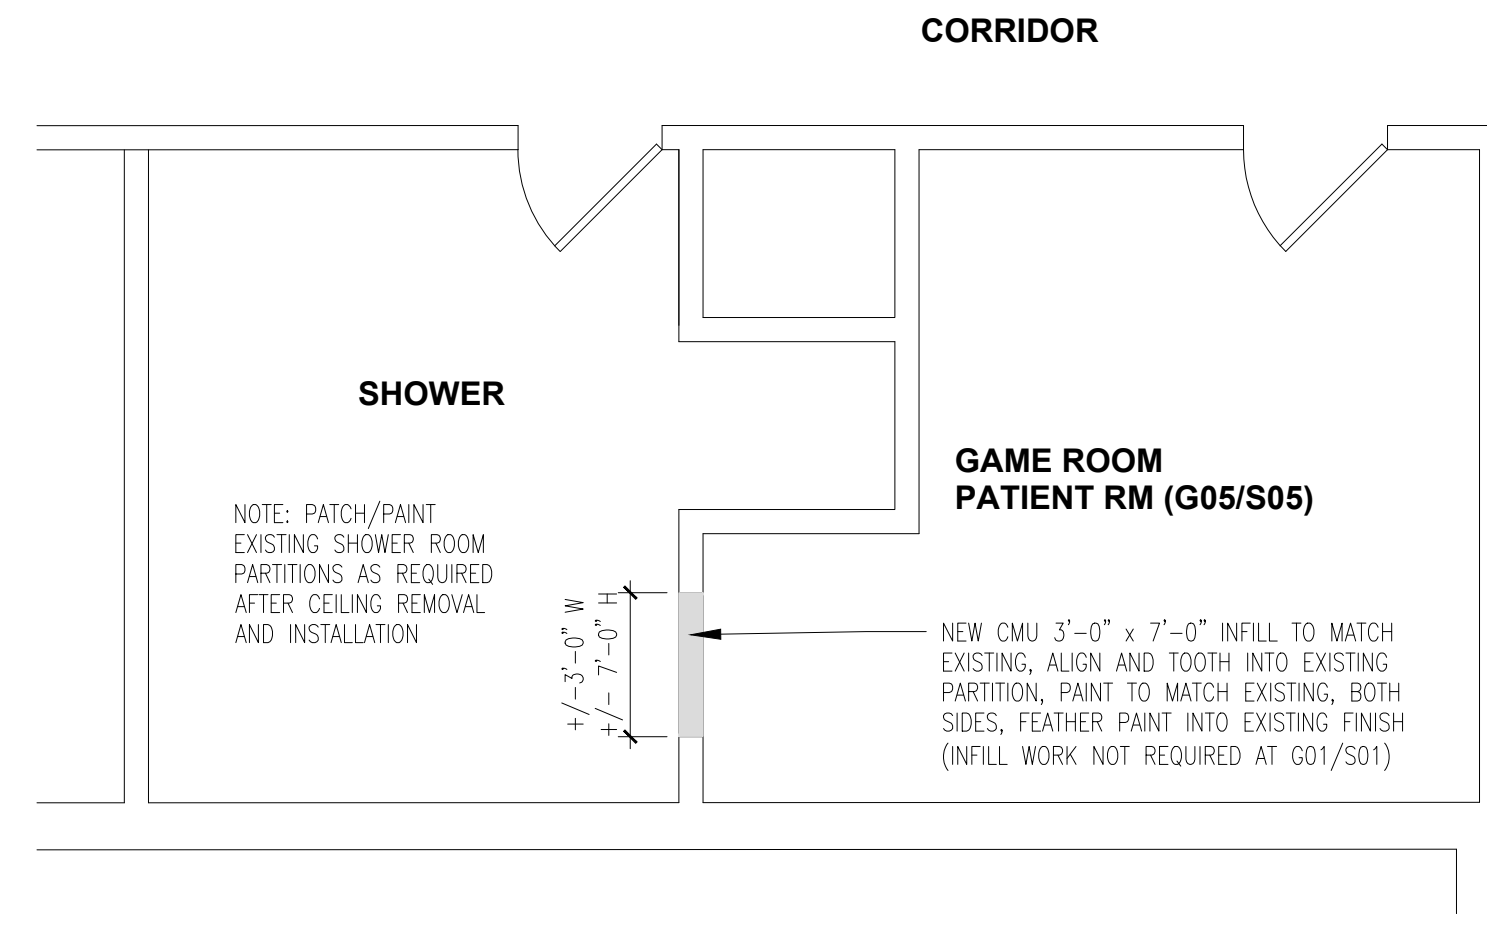 CORRIDOR
SHOWER
GAME ROOM
PATIENT RM (G05/S05)
NOTE: PATCH/PAINT
EXISTING SHOWER ROOM
PARTITIONS AS REQUIRED
AFTER CEILING REMOVAL
AND INSTALLATION
+/-3'-0" W
+/- 7'-0" H
NEW CMU 3'-0" x 7'-0" INFILL TO MATCH
EXISTING, ALIGN AND TOOTH INTO EXISTING
PARTITION, PAINT TO MATCH EXISTING, BOTH
SIDES, FEATHER PAINT INTO EXISTING FINISH
(INFILL WORK NOT REQUIRED AT G01/S01)